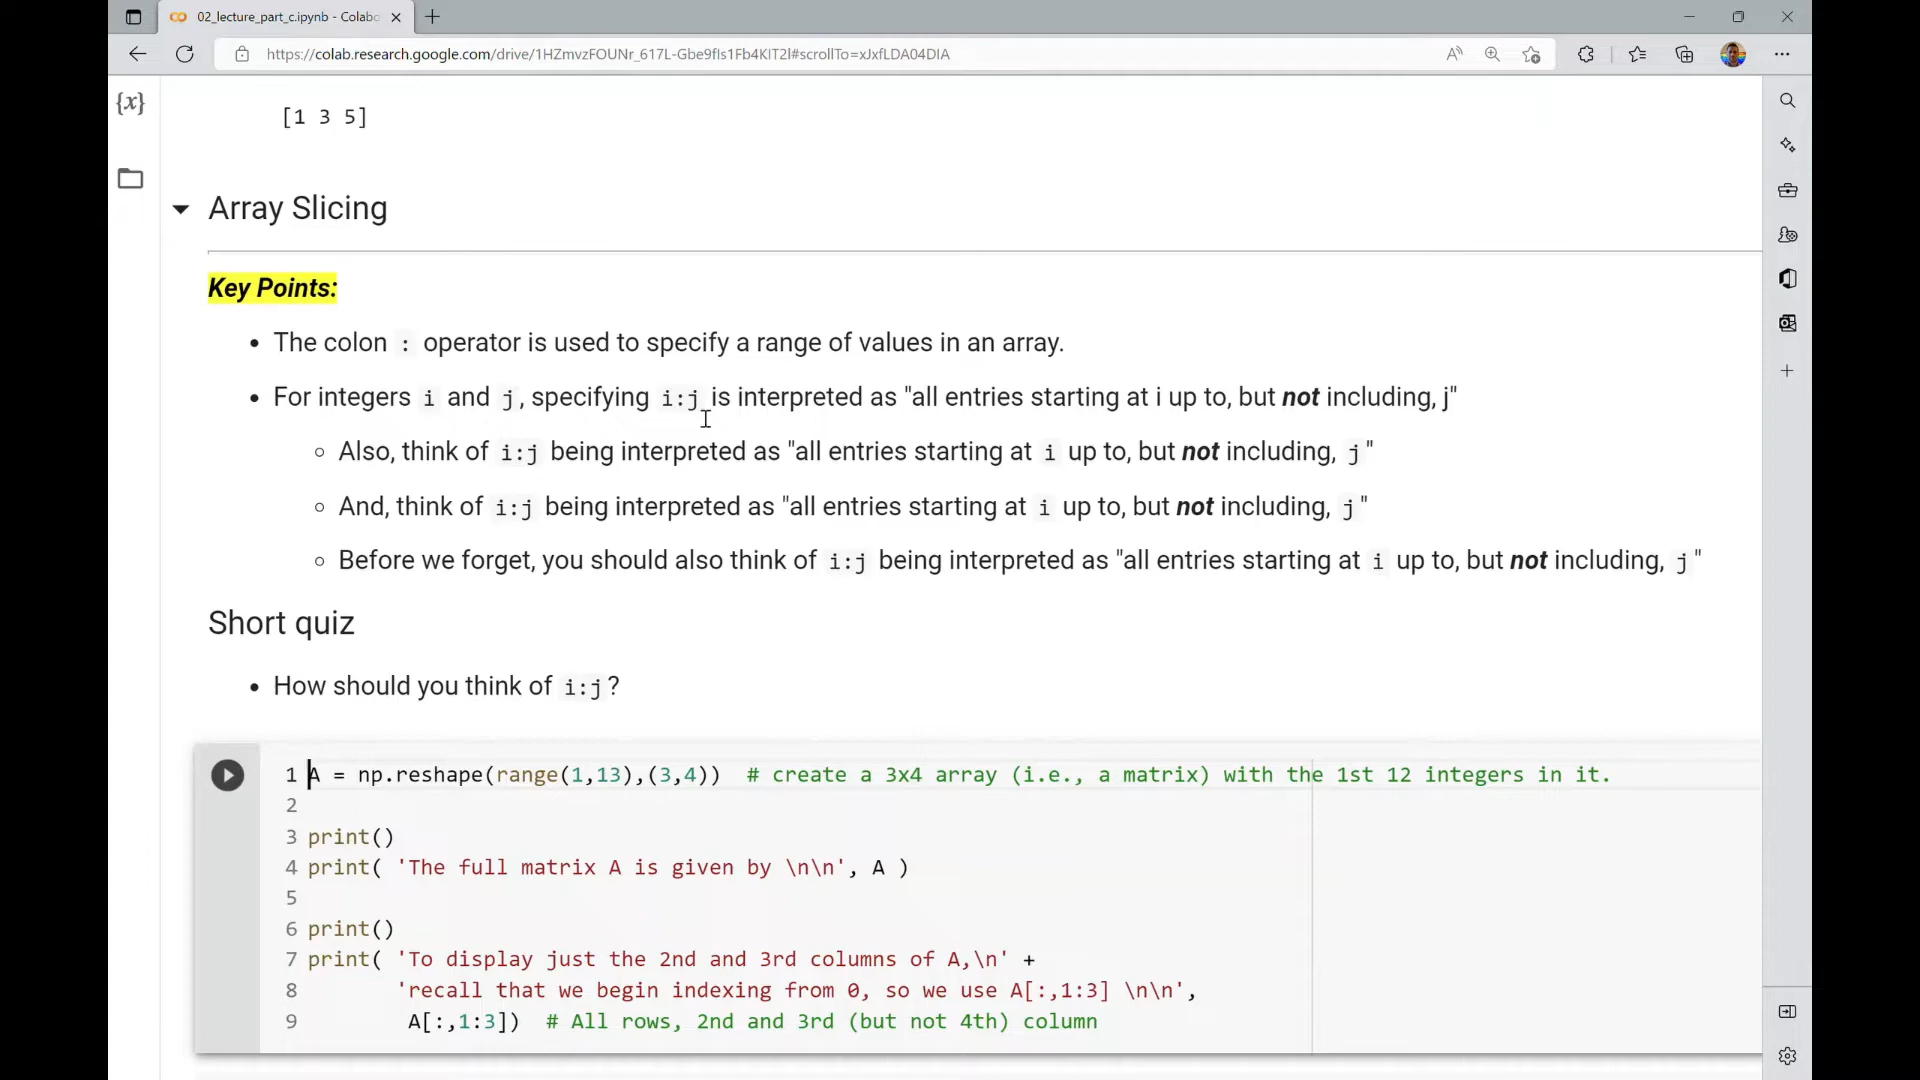 02_lecture_part_c.ipynb - Colabo
https://colab.research.google.com/drive/1HZmvzFOUNr_617L-Gbe9fIs1Fb4KIT2l#scrollTo=xJxfLDA04DIA
{x}
[1 3 5]
Array Slicing
Key Points:
• The colon : operator is used to specify a range of values in an array.
• For integers i and j, specifying i:j is interpreted as "all entries starting at i up to, but not including, j"
◦ Also, think of i:j being interpreted as "all entries starting at i up to, but not including, j"
◦ And, think of i:j being interpreted as "all entries starting at i up to, but not including, j"
◦ Before we forget, you should also think of i:j being interpreted as "all entries starting at i up to, but not including, j"
Short quiz
• How should you think of i:j?
1 A = np.reshape(range(1,13),(3,4))  # create a 3x4 array (i.e., a matrix) with the 1st 12 integers in it.
2
3 print()
4 print( 'The full matrix A is given by \n\n', A )
5
6 print()
7 print( 'To display just the 2nd and 3rd columns of A,\n' +
8        'recall that we begin indexing from 0, so we use A[:,1:3] \n\n',
9        A[:,1:3])  # All rows, 2nd and 3rd (but not 4th) column